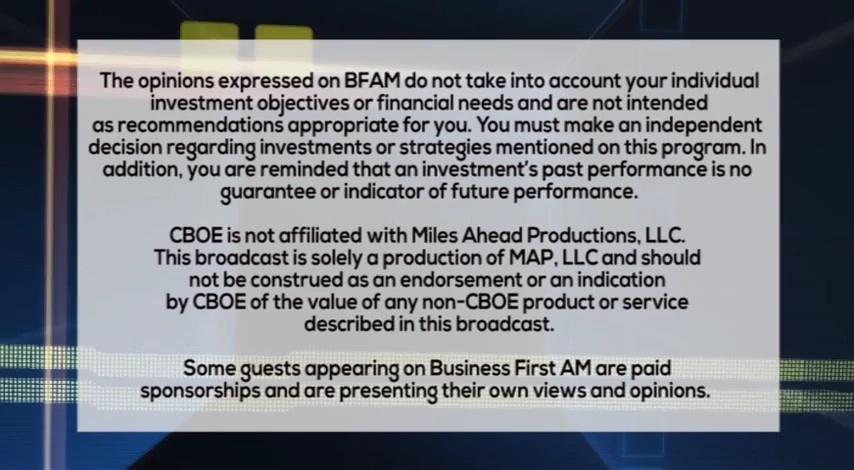 The opinions expressed on BFAM do not take into account your individual
investment objectives or financial needs and are not intended
as recommendations appropriate for you. You must make an independent
decision regarding investments or strategies mentioned on this program. In
addition, you are reminded that an investment's past performance is no
guarantee or indicator of future performance.
CBOE is not affiliated with Miles Ahead Productions, LLC.
This broadcast is solely a production of MAP, LLC and should
not be construed as an endorsement or an indication
by CBOE of the value of any non-CBOE product or service
described in this broadcast.
Some guests appearing on Business First AM are paid
sponsorships and are presenting their own views and opinions.